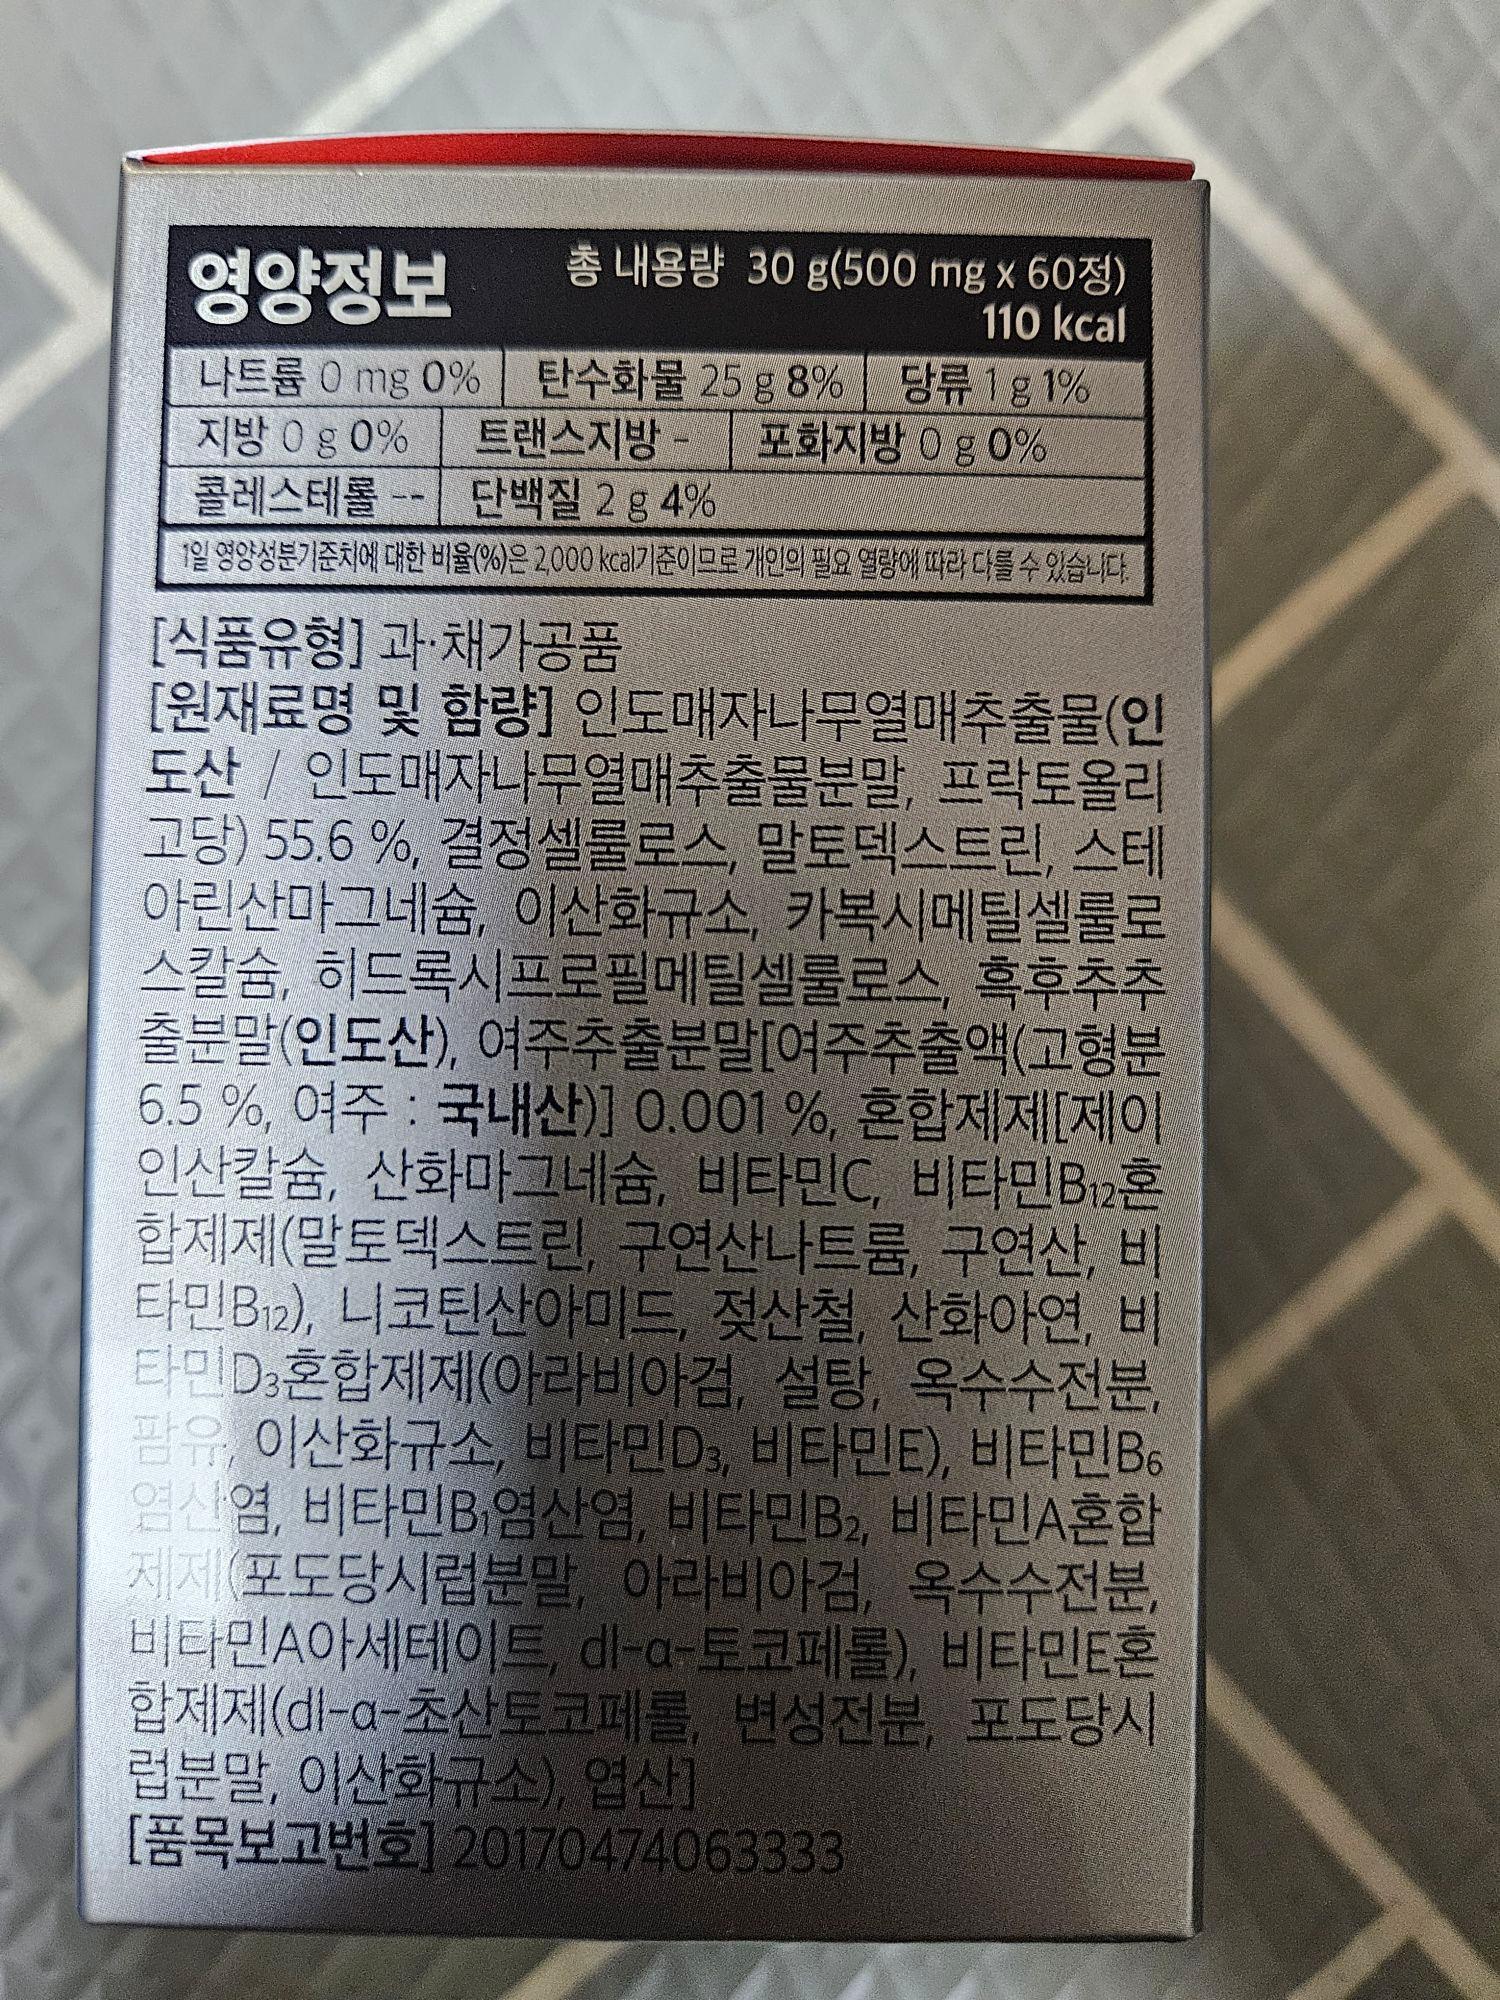 영양정보 총 내용량 30 g(500 mg x 60정)
110 kcal
나트륨 0 mg 0% 탄수화물 25 g 8% 당류 1 g 1%
지방 0 g 0% 트랜스지방 - 포화지방 0 g 0%
콜레스테롤 -- 단백질 2 g 4%
1일 영양성분기준치에 대한 비율(%)은 2,000 kcal기준이므로 개인의 필요 열량에 따라 다를 수 있습니다.
[식품유형] 과·채가공품
[원재료명 및 함량] 인도매자나무열매추출물(인
도산 / 인도매자나무열매추출물분말, 프락토올리
고당) 55.6 %, 결정셀룰로스, 말토덱스트린, 스테
아린산마그네슘, 이산화규소, 카복시메틸셀룰로
스칼슘, 히드록시프로필메틸셀룰로스, 흑후추추
출분말(인도산), 여주추출분말[여주추출액(고형분
6.5 %, 여주 : 국내산)] 0.001 %, 혼합제제[제이
인산칼슘, 산화마그네슘, 비타민C, 비타민B₁₂혼
합제제(말토덱스트린, 구연산나트륨, 구연산, 비
타민B₁₂), 니코틴산아미드, 젖산철, 산화아연, 비
타민D₃혼합제제(아라비아검, 설탕, 옥수수전분,
팜유, 이산화규소, 비타민D₃, 비타민E), 비타민B₆
염산염, 비타민B₁염산염, 비타민B₂, 비타민A혼합
제제(포도당시럽분말, 아라비아검, 옥수수전분,
비타민A아세테이트, dl-α-토코페롤), 비타민E혼
합제제(dl-α-초산토코페롤, 변성전분, 포도당시
럽분말, 이산화규소), 엽산]
[품목보고번호] 20170474063333